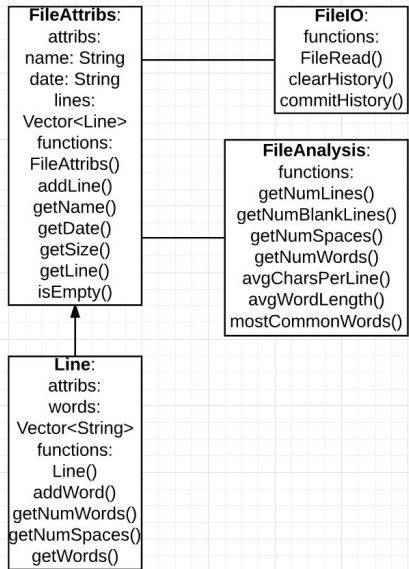 FileAttribs:
attribs:
name: String
date: String
lines:
Vector<Line>
functions:
FileAttribs()
addLine()
getName()
getDate()
getSize()
getLine()
isEmpty()
FileIO:
functions:
FileRead()
clearHistory()
commitHistory()
FileAnalysis:
functions:
getNumLines()
getNumBlankLines()
getNumSpaces()
getNumWords()
avgCharsPerLine()
avgWordLength()
mostCommonWords()
Line:
attribs:
words:
Vector<String>
functions:
Line()
addWord()
getNumWords()
getNumSpaces()
getWords()